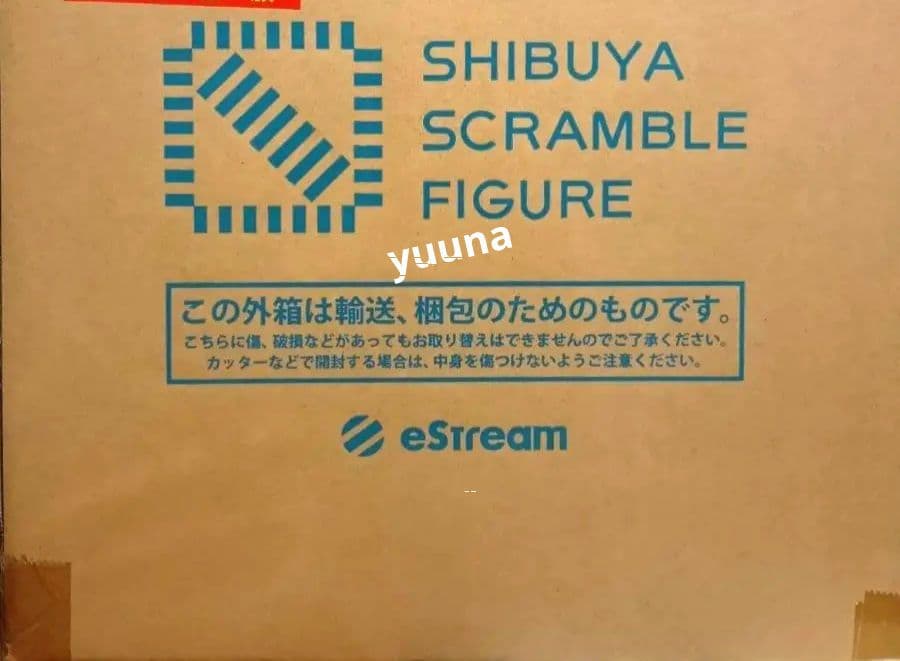 SHIBUYA
SCRAMBLE
FIGURE
yuuna
この外箱は輸送、梱包のためのものです。
こちらに傷、破損などがあってもお取り替えはできませんのでご了承ください。
カッターなどで開封する場合は、中身を傷つけないようご注意ください。
eStream